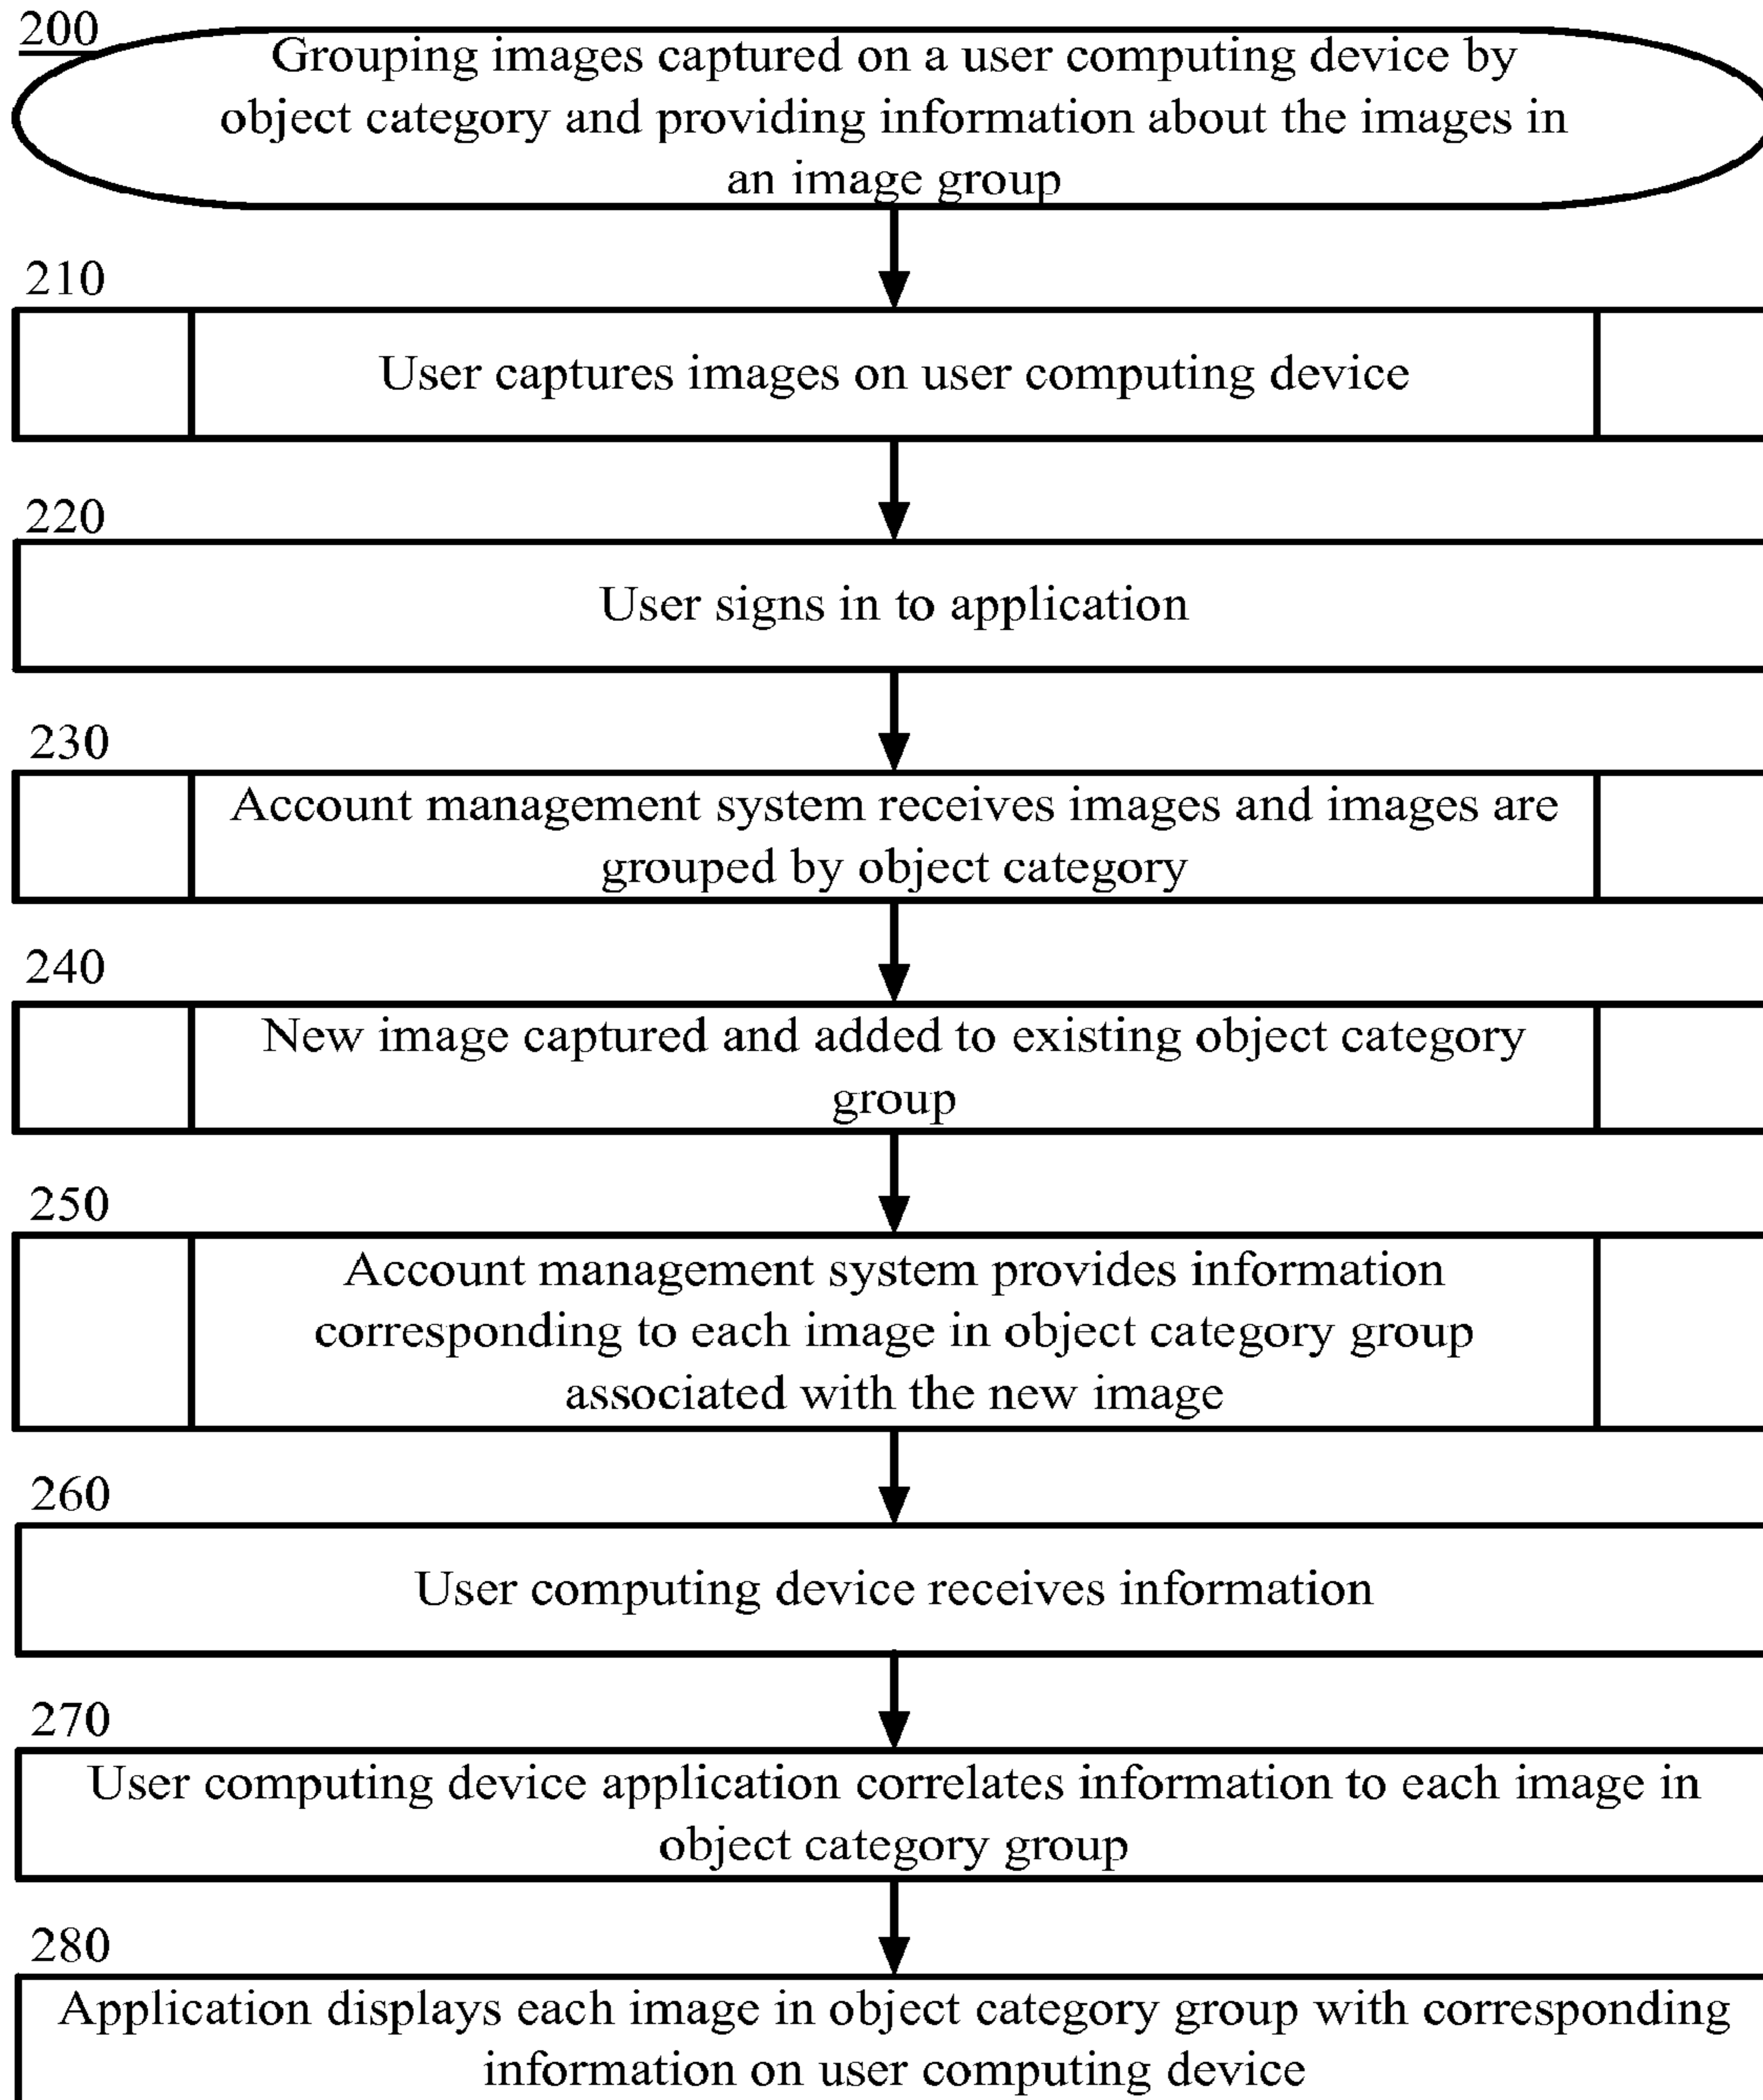 200
Grouping images captured on a user computing device by
object category and providing information about the images in
an image group
210
User captures images on user computing device
220
User signs in to application
230
Account management system receives images and images are
grouped by object category
240
New image captured and added to existing object category
group
250
Account management system provides information
corresponding to each image in object category group
associated with the new image
260
User computing device receives information
270
User computing device application correlates information to each image in
object category group
280
Application displays each image in object category group with corresponding
information on user computing device